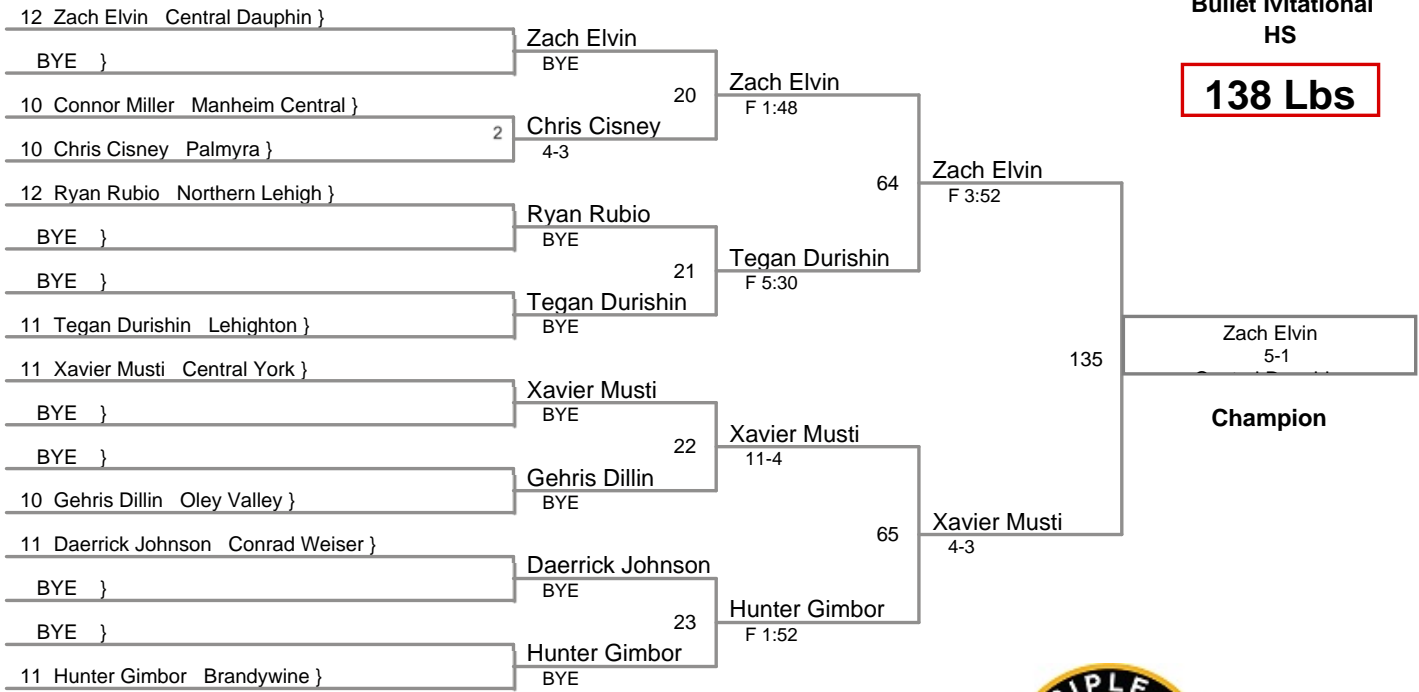 Bullet Ivitational
HS
138 Lbs
12 Zach Elvin Central Dauphin }
BYE }
10 Connor Miller Manheim Central }
10 Chris Cisney Palmyra }
12 Ryan Rubio Northern Lehigh }
BYE }
BYE }
11 Tegan Durishin Lehighton }
11 Xavier Musti Central York }
BYE }
BYE }
10 Gehris Dillin Oley Valley }
11 Daerrick Johnson Conrad Weiser }
BYE }
BYE }
11 Hunter Gimbor Brandywine }
Zach Elvin
BYE
2
Chris Cisney
4-3
Ryan Rubio
BYE
Tegan Durishin
BYE
Xavier Musti
BYE
Gehris Dillin
BYE
Daerrick Johnson
BYE
Hunter Gimbor
BYE
20
Zach Elvin
F 1:48
21
Tegan Durishin
F 5:30
22
Xavier Musti
11-4
23
Hunter Gimbor
F 1:52
64
Zach Elvin
F 3:52
65
Xavier Musti
4-3
135
Zach Elvin
5-1
Champion